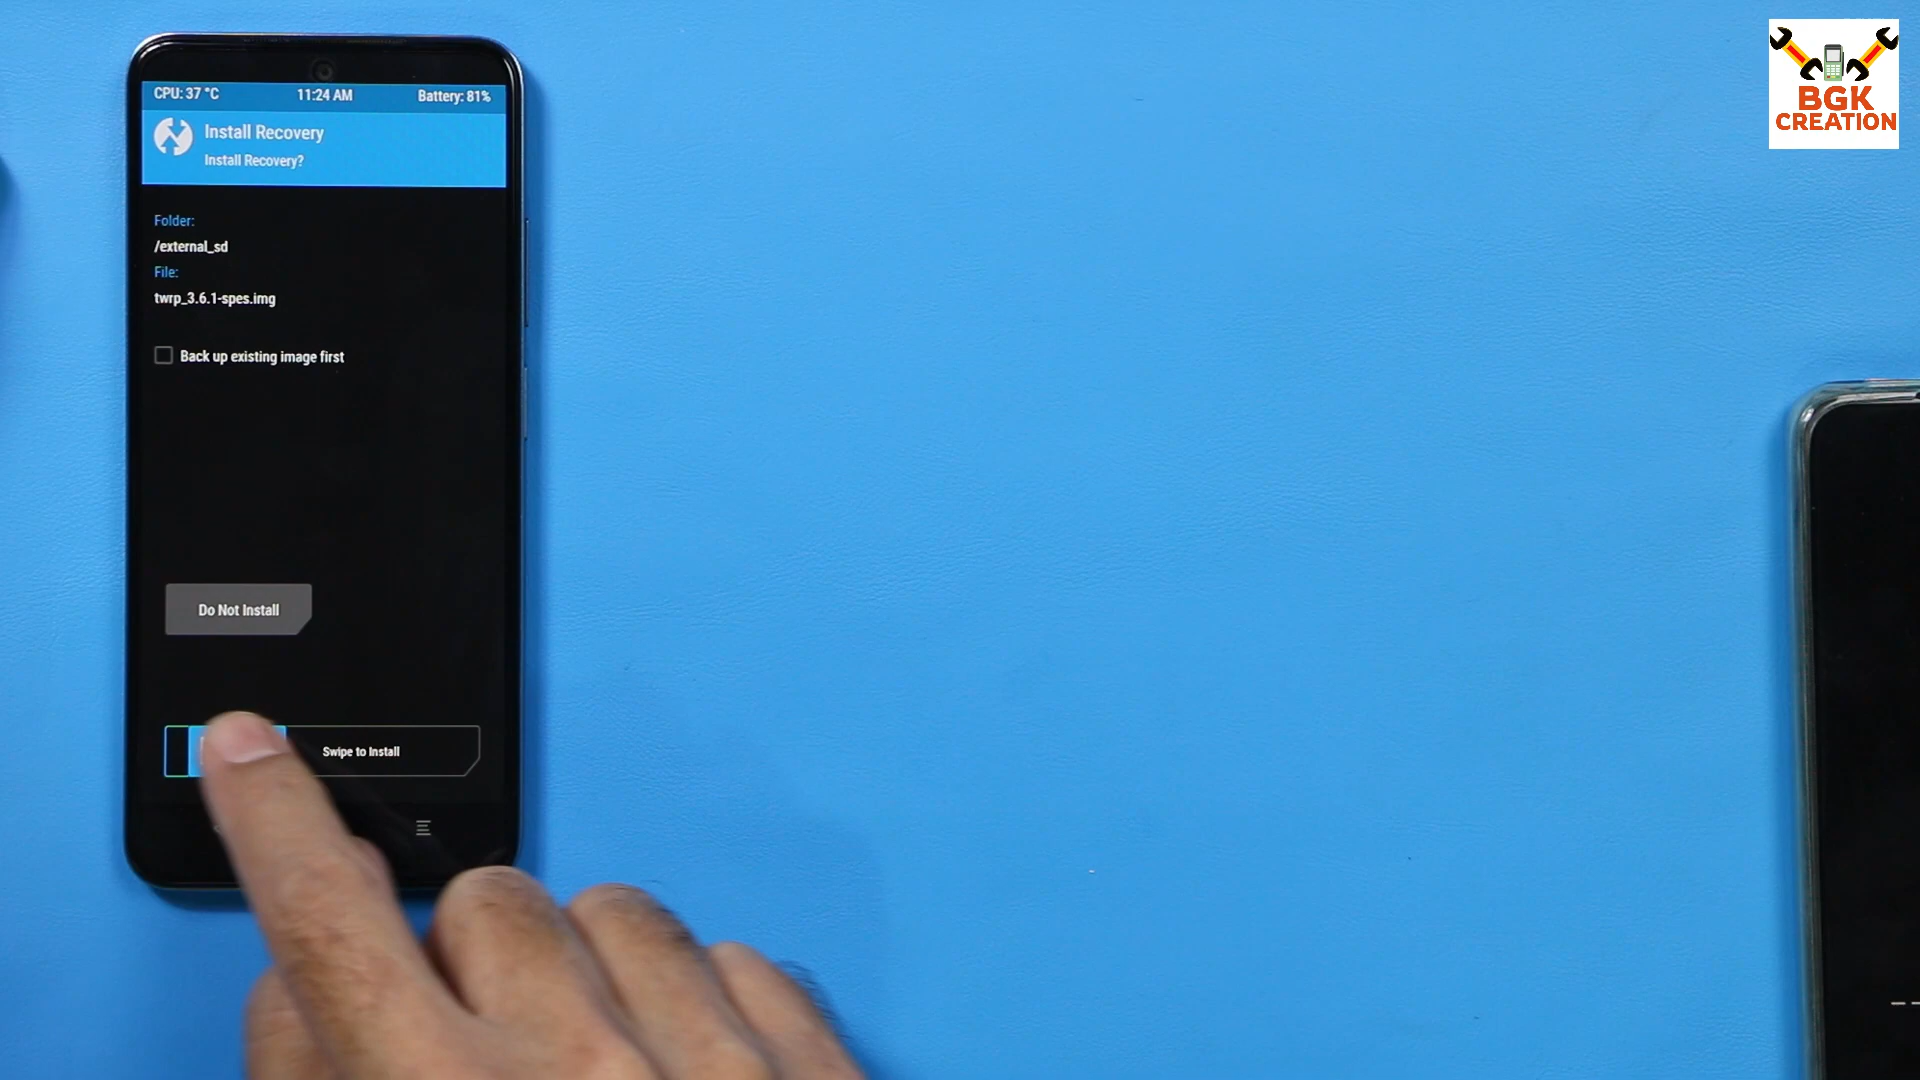 CPU: 37 °C 11:24 AM Battery: 81%
Install Recovery
Install Recovery?
Folder:
/external_sd
File:
twrp_3.6.1-spes.img
Back up existing image first
Do Not Install
Swipe to Install
BGK
CREATION